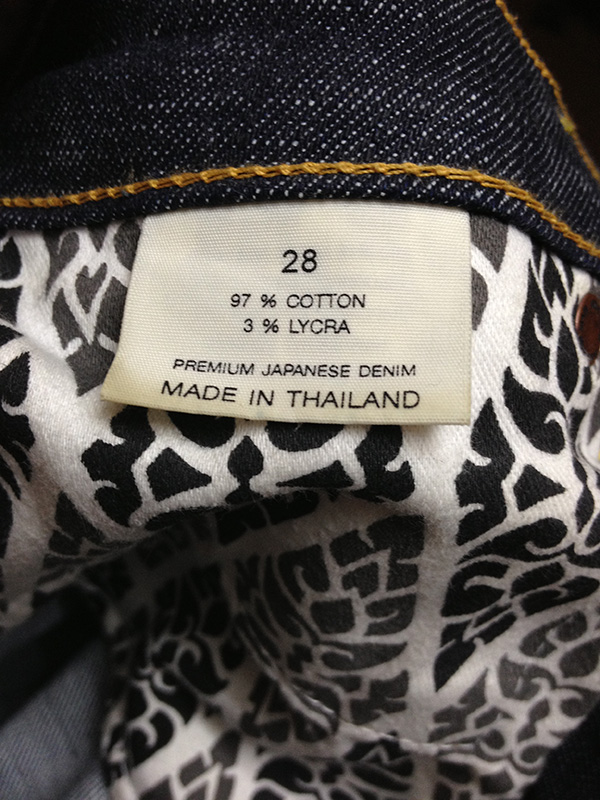 28
97 % COTTON
3 % LYCRA
PREMIUM JAPANESE DENIM
MADE IN THAILAND